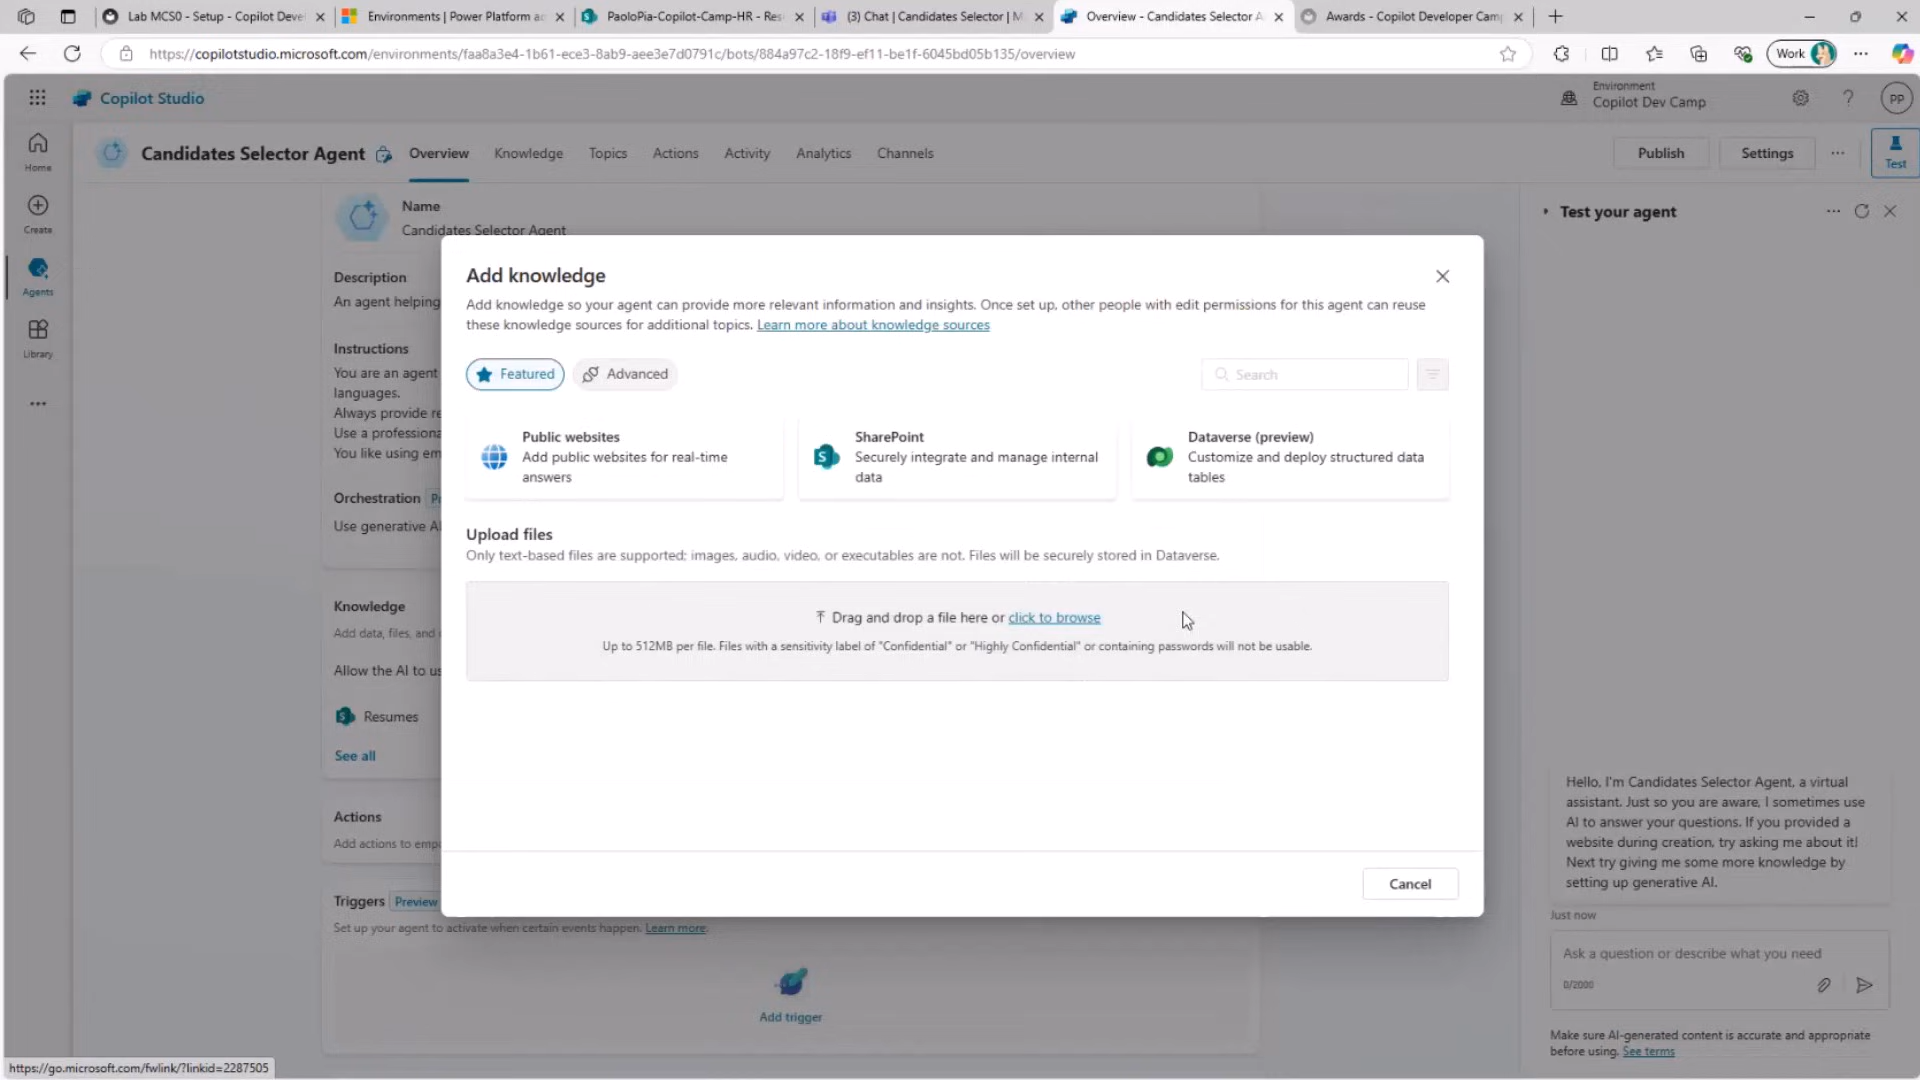 Lab MCS0 - Setup - Copilot Deve
Environments | Power Platform a
PaoloPia-Copilot-Camp-HR - Res
(3) Chat | Candidates Selector | M
Overview - Candidates Selector A
Awards - Copilot Developer Camp
https://copilotstudio.microsoft.com/environments/faa8a3e4-1b61-ece3-8ab9-aee3e7d0791c/bots/884a97c2-18f9-ef11-be1f-6045bd05b135/overview
Work
Copilot Studio
Environment
Copilot Dev Camp
PP
Home
Create
Agents
Library
Candidates Selector Agent
Overview
Knowledge
Topics
Actions
Activity
Analytics
Channels
Publish
Settings
Test
Name
Candidates Selector Agent
Description
An agent helping
Instructions
You are an agent
languages.
Always provide re
Use a professiona
You like using em
Orchestration Pr
Use generative AI
Knowledge
Add data, files, and
Allow the AI to us
Resumes
See all
Actions
Add actions to emp
Triggers Preview
Set up your agent to activate when certain events happen. Learn more.
Add trigger
Add knowledge
Add knowledge so your agent can provide more relevant information and insights. Once set up, other people with edit permissions for this agent can reuse
these knowledge sources for additional topics. Learn more about knowledge sources
Featured
Advanced
Search
Public websites
Add public websites for real-time
answers
SharePoint
Securely integrate and manage internal
data
Dataverse (preview)
Customize and deploy structured data
tables
Upload files
Only text-based files are supported; images, audio, video, or executables are not. Files will be securely stored in Dataverse.
Drag and drop a file here or click to browse
Up to 512MB per file. Files with a sensitivity label of "Confidential" or "Highly Confidential" or containing passwords will not be usable.
Cancel
Test your agent
Hello, I'm Candidates Selector Agent, a virtual
assistant. Just so you are aware, I sometimes use
AI to answer your questions. If you provided a
website during creation, try asking me about it!
Next try giving me some more knowledge by
setting up generative AI.
Just now
Ask a question or describe what you need
0/2000
Make sure AI-generated content is accurate and appropriate
before using. See terms
https://go.microsoft.com/fwlink/?linkid=2287505